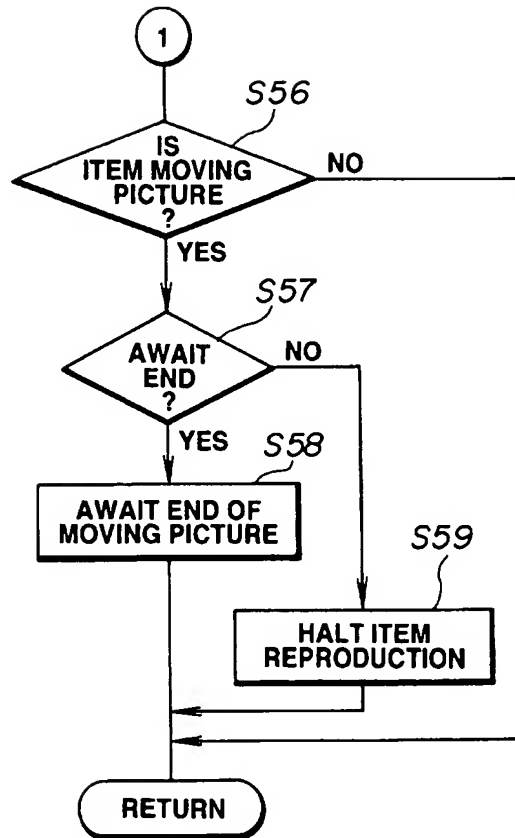 1
S56
IS
ITEM MOVING
PICTURE
?
NO
YES
S57
AWAIT
END
?
NO
YES
S58
AWAIT END OF
MOVING PICTURE
S59
HALT ITEM
REPRODUCTION
RETURN